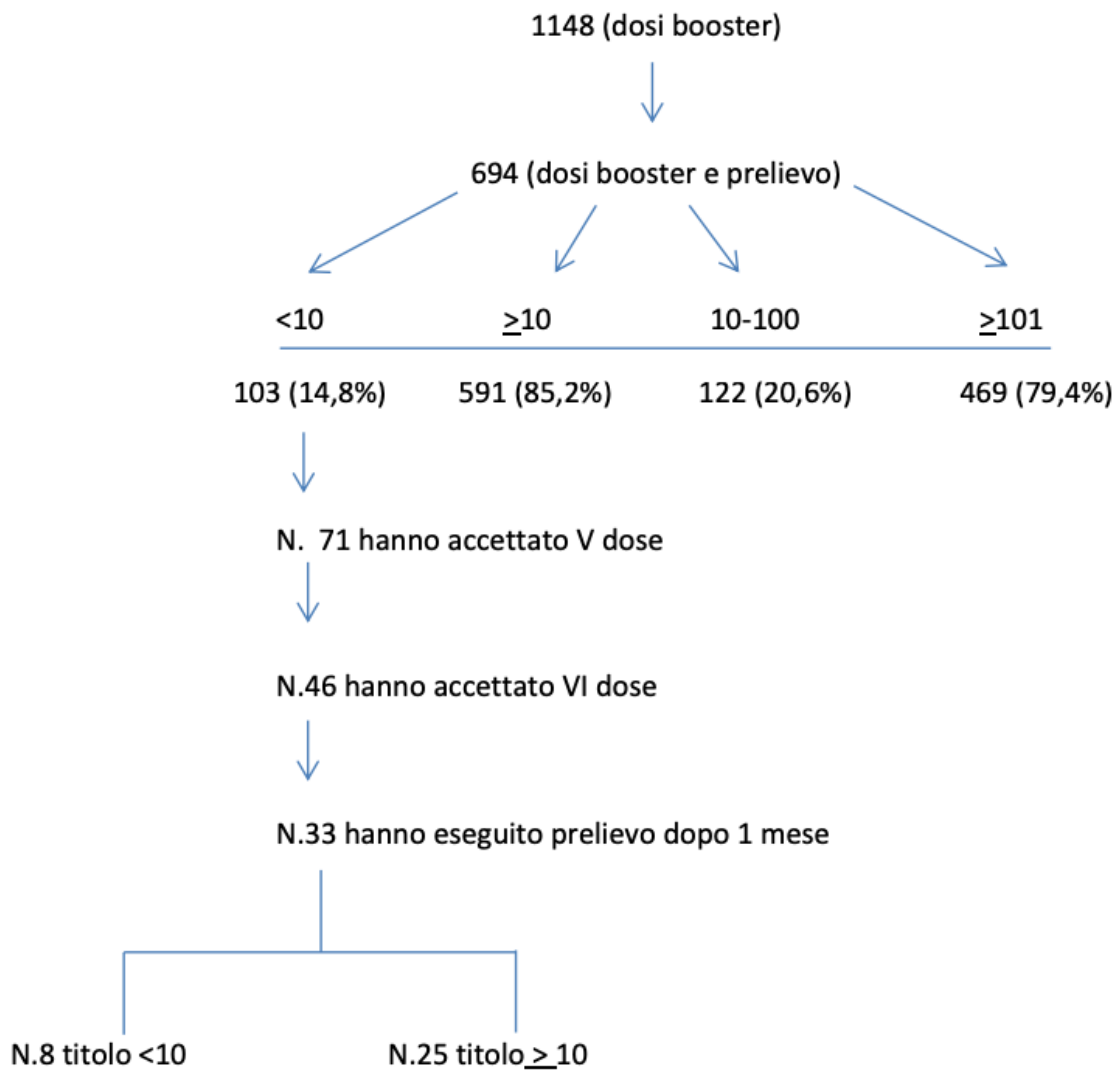 1148 (dosi booster)
694 (dosi booster e prelievo)
<10 ≥10 10-100 ≥101
103 (14,8%) 591 (85,2%) 122 (20,6%) 469 (79,4%)
N. 71 hanno accettato V dose
N.46 hanno accettato VI dose
N.33 hanno eseguito prelievo dopo 1 mese
N.8 titolo <10 N.25 titolo ≥ 10